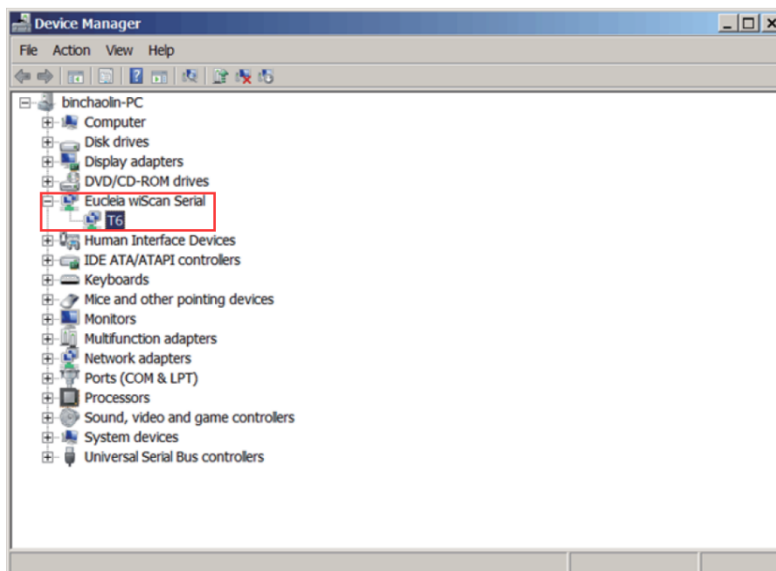 Device Manager
File Action View Help
binchaolin-PC
Computer
Disk drives
Display adapters
DVD/CD-ROM drives
Eucleia wiScan Serial
T6
Human Interface Devices
IDE ATA/ATAPI controllers
Keyboards
Mice and other pointing devices
Monitors
Multifunction adapters
Network adapters
Ports (COM & LPT)
Processors
Sound, video and game controllers
System devices
Universal Serial Bus controllers